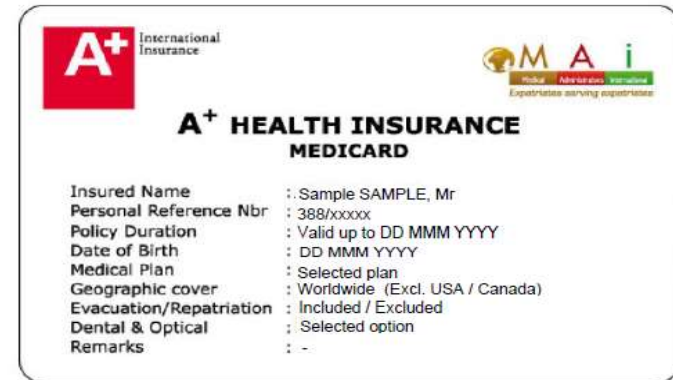 A+ International
Insurance
MAi
Medical Administrators International
Expatriates serving expatriates
A+ HEALTH INSURANCE
MEDICARD
Insured Name : Sample SAMPLE, Mr
Personal Reference Nbr : 388/xxxxx
Policy Duration : Valid up to DD MMM YYYY
Date of Birth : DD MMM YYYY
Medical Plan : Selected plan
Geographic cover : Worldwide (Excl. USA / Canada)
Evacuation/Repatriation : Included / Excluded
Dental & Optical : Selected option
Remarks : -